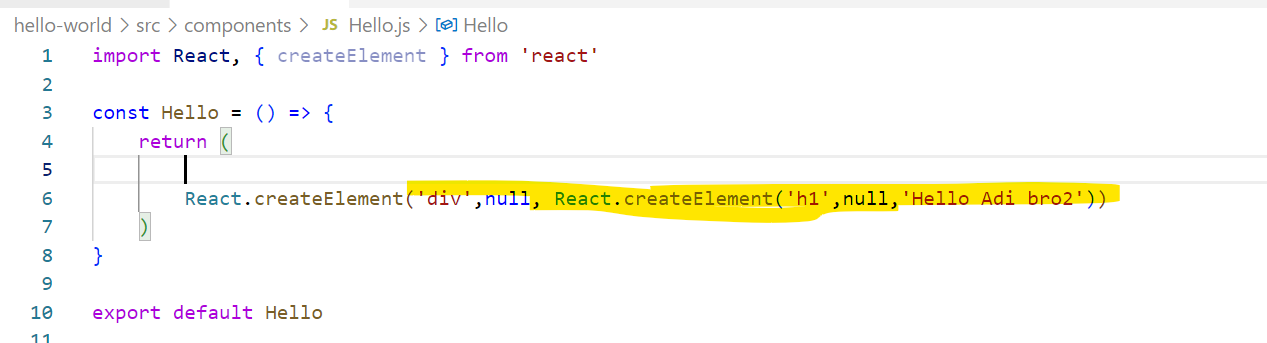 hello-world > src > components > JS Hello.js > Hello
1 import React, { createElement } from 'react'
2
3 const Hello = () => {
4 return (
5
6 React.createElement('div',null, React.createElement('h1',null,'Hello Adi bro2'))
7 )
8 }
9
10 export default Hello
11